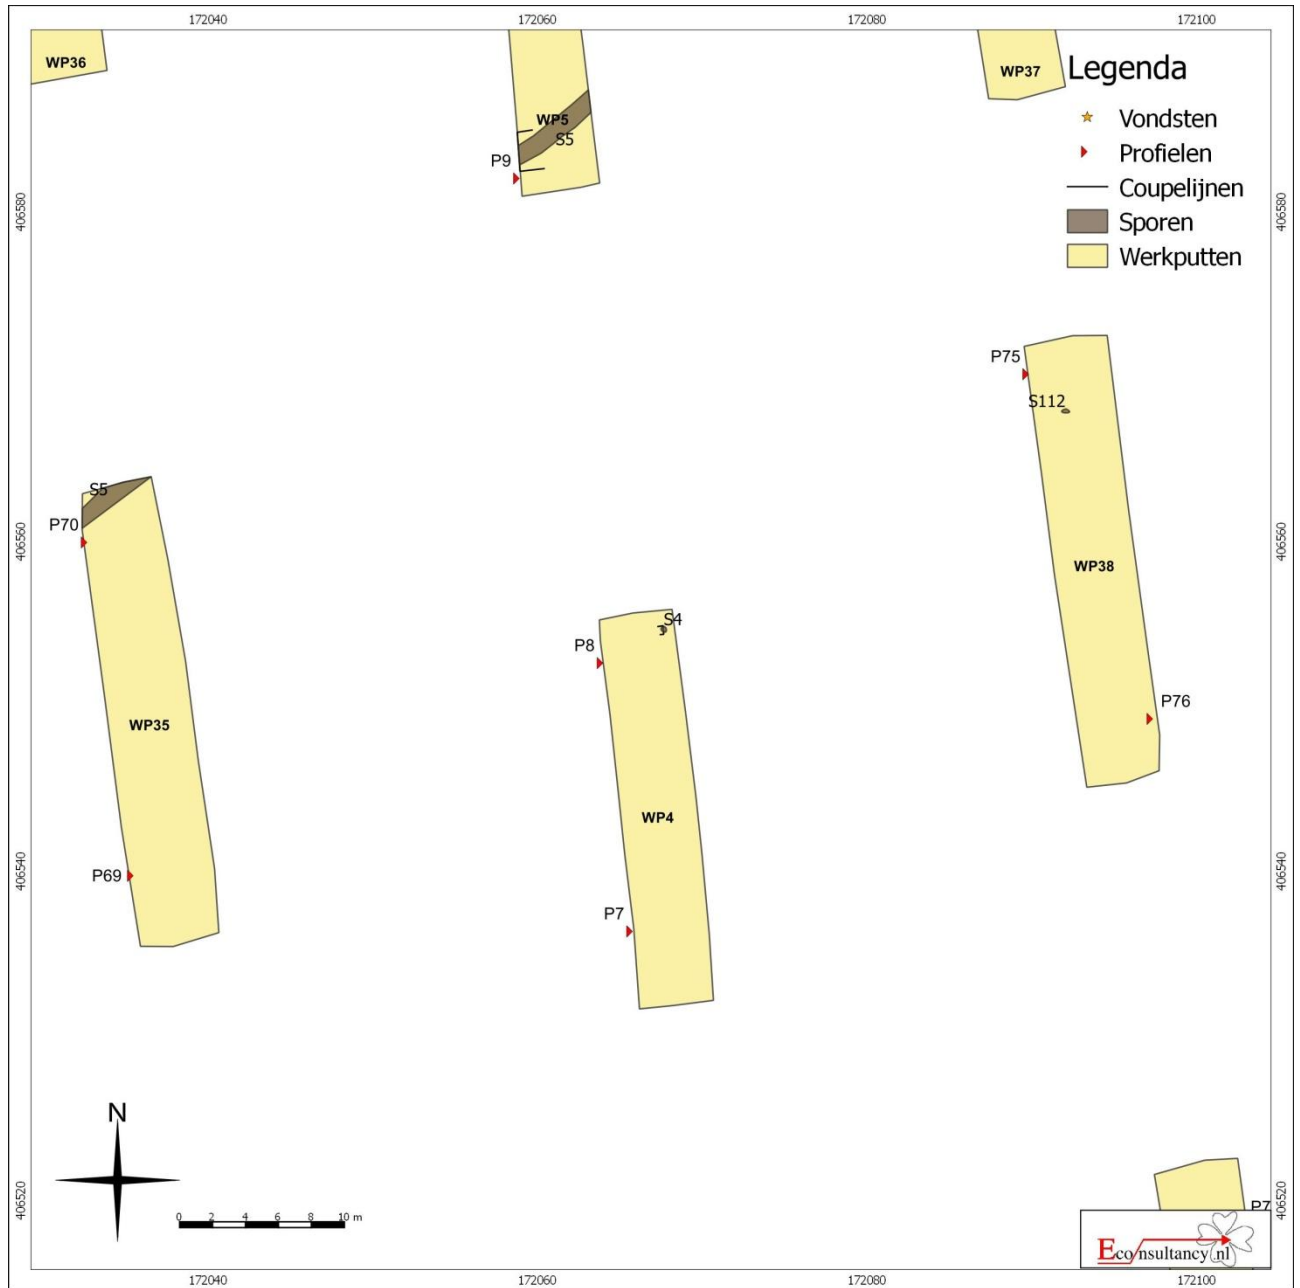 172040 172060 172080 172100
WP36
WP37
Legenda
Vondsten
Profielen
Coupelijnen
Sporen
Werkputten
WP5
S5
P9
406580
406580
P75
S112
S5
P70
406560
406560
WP38
S4
P8
P76
WP35
WP4
P69
406540
406540
P7
N
406520
406520
P7
0 2 4 6 8 10 m
Econsultancy.nl
172040 172060 172080 172100